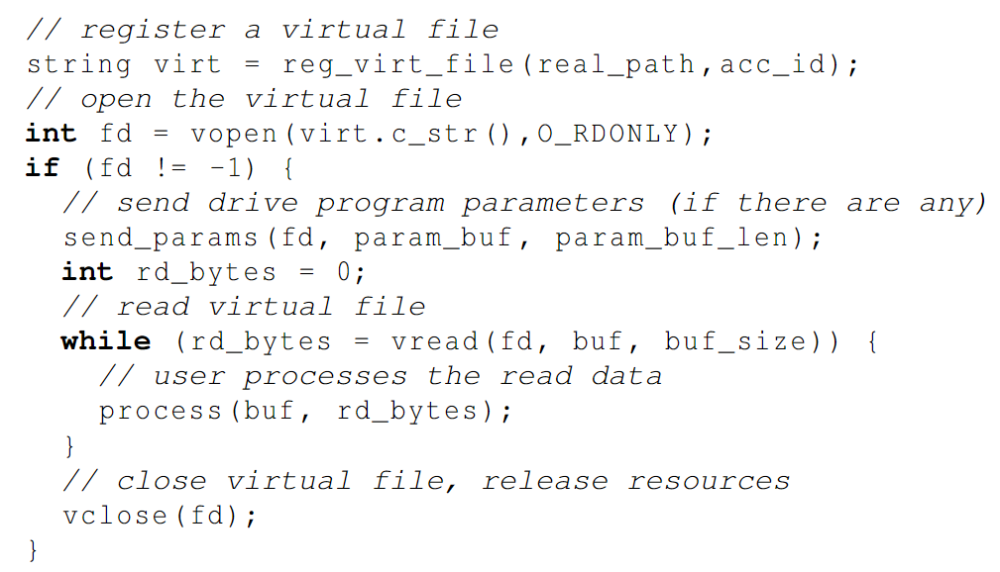 // register a virtual file
string virt = reg_virt_file(real_path,acc_id);
// open the virtual file
int fd = vopen(virt.c_str(),O_RDONLY);
if (fd != -1) {
  // send drive program parameters (if there are any)
  send_params(fd, param_buf, param_buf_len);
  int rd_bytes = 0;
  // read virtual file
  while (rd_bytes = vread(fd, buf, buf_size)) {
    // user processes the read data
    process(buf, rd_bytes);
  }
  // close virtual file, release resources
  vclose(fd);
}